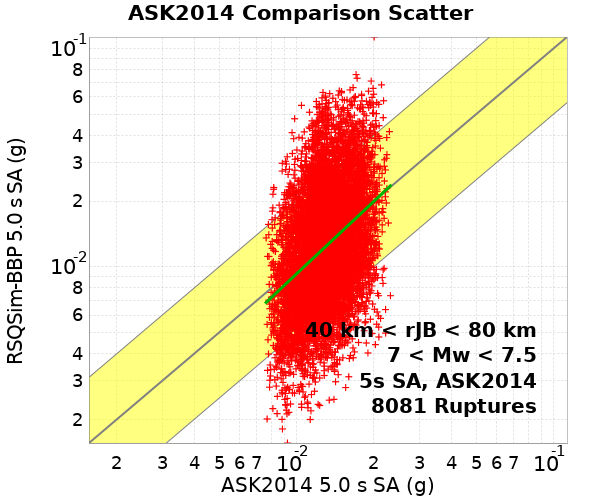 ASK2014 Comparison Scatter
10-1
8
6
4
3
2
10-2
8
6
4
3
2
RSQSim-BBP 5.0 s SA (g)
40 km < rJB < 80 km
7 < Mw < 7.5
5s SA, ASK2014
8081 Ruptures
2 3 4 5 6 7 10-2 2 3 4 5 6 7 10-1
ASK2014 5.0 s SA (g)